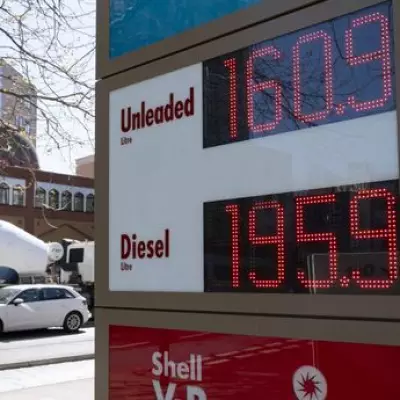 Unleaded
Litre
160.9
Diesel
Litre
195.9
Shell